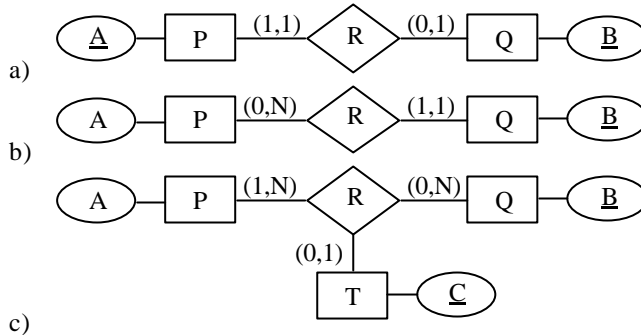 A P (1,1) R (0,1) Q B
a)
A P (0,N) R (1,1) Q B
b)
A P (1,N) R (0,N) Q B
(0,1)
T C
c)